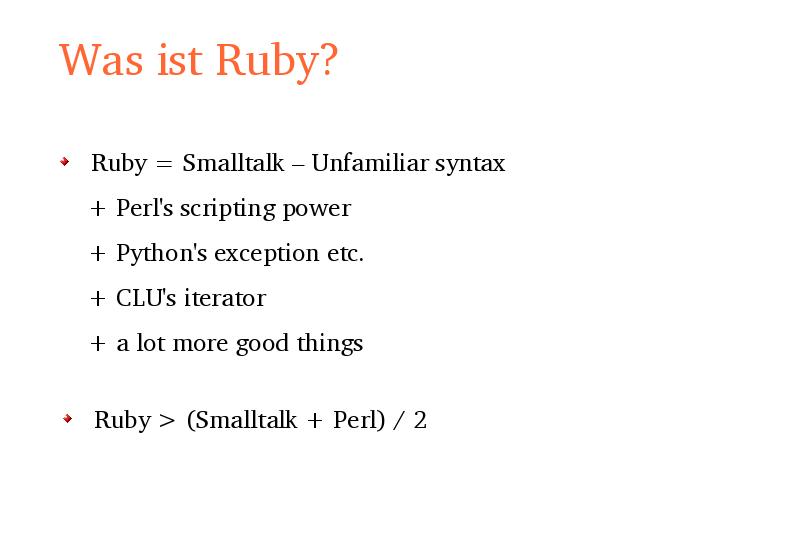 Was ist Ruby?
Ruby = Smalltalk – Unfamiliar syntax
+ Perl's scripting power
+ Python's exception etc.
+ CLU's iterator
+ a lot more good things
Ruby > (Smalltalk + Perl) / 2